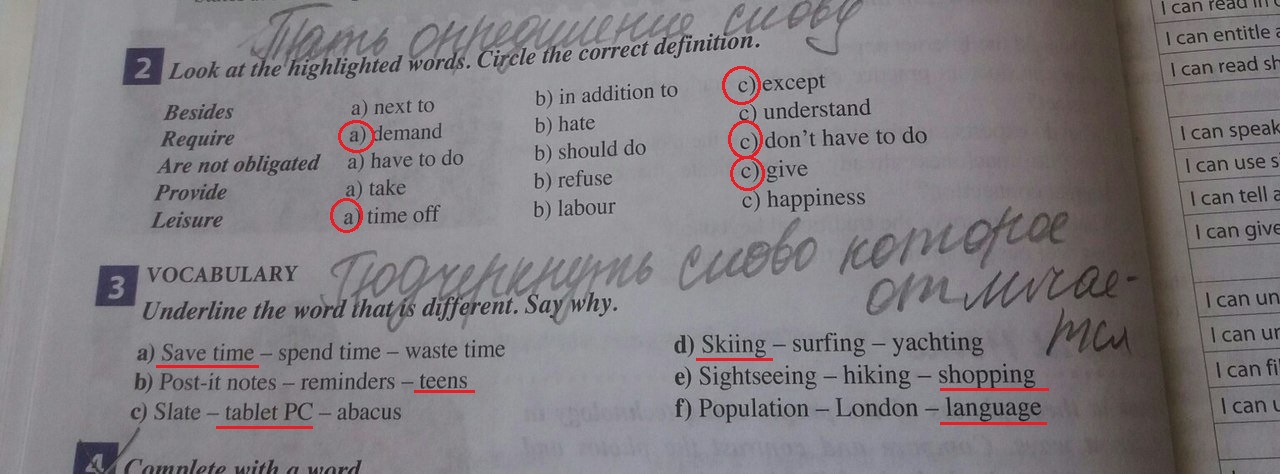 Дать определение слову
2 Look at the highlighted words. Circle the correct definition.
Besides a) next to b) in addition to c) except
Require a) demand b) hate c) understand
Are not obligated a) have to do b) should do c) don't have to do
Provide a) take b) refuse c) give
Leisure a) time off b) labour c) happiness
3 VOCABULARY
Подчеркнуть слово которое
отличае-
тся
Underline the word that is different. Say why.
a) Save time – spend time – waste time
b) Post-it notes – reminders – teens
c) Slate – tablet PC – abacus
d) Skiing – surfing – yachting
e) Sightseeing – hiking – shopping
f) Population – London – language
4 Complete with a word
I can read in
I can entitle
I can read
I can speak
I can use
I can tell
I can give
I can
I can
I can
I can